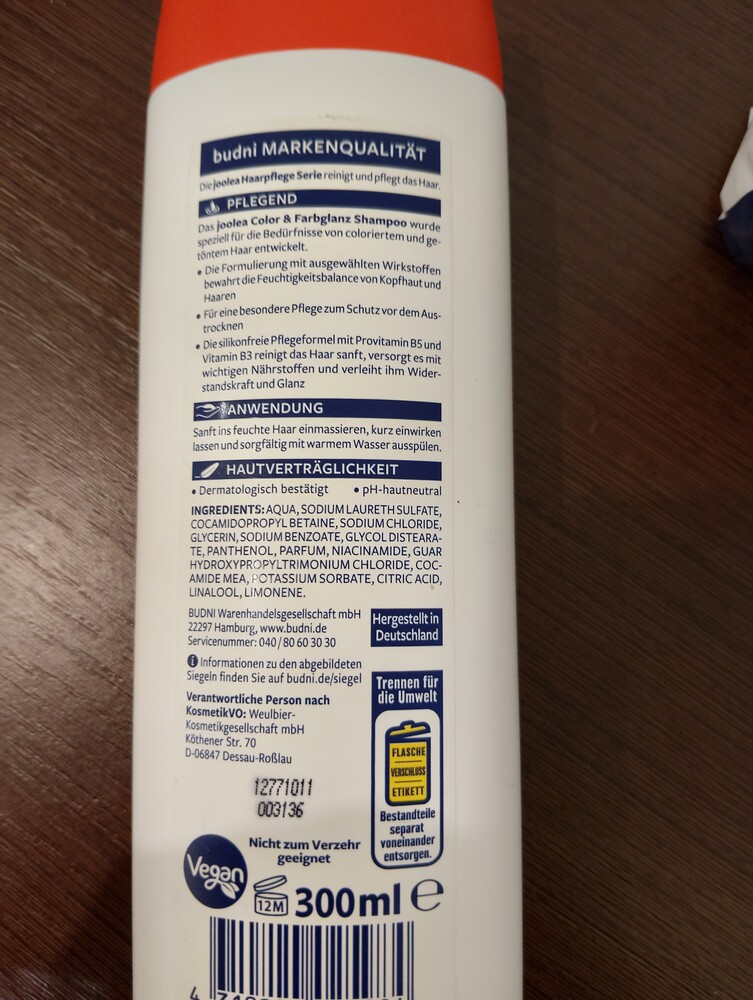 budni MARKENQUALITÄT
Die joolea Haarpflege Serie reinigt und pflegt das Haar.
PFLEGEND
Das joolea Color & Farbglanz Shampoo wurde
speziell für die Bedürfnisse von coloriertem und ge-
töntem Haar entwickelt.
• Die Formulierung mit ausgewählten Wirkstoffen
bewahrt die Feuchtigkeitsbalance von Kopfhaut und
Haaren
• Für eine besondere Pflege zum Schutz vor dem Aus-
trocknen
• Die silikonfreie Pflegeformel mit Provitamin B5 und
Vitamin B3 reinigt das Haar sanft, versorgt es mit
wichtigen Nährstoffen und verleiht ihm Wider-
standskraft und Glanz
ANWENDUNG
Sanft ins feuchte Haar einmassieren, kurz einwirken
lassen und sorgfältig mit warmem Wasser ausspülen.
HAUTVERTRÄGLICHKEIT
• Dermatologisch bestätigt • pH-hautneutral
INGREDIENTS: AQUA, SODIUM LAURETH SULFATE,
COCAMIDOPROPYL BETAINE, SODIUM CHLORIDE,
GLYCERIN, SODIUM BENZOATE, GLYCOL DISTEARA-
TE, PANTHENOL, PARFUM, NIACINAMIDE, GUAR
HYDROXYPROPYLTRIMONIUM CHLORIDE, COC-
AMIDE MEA, POTASSIUM SORBATE, CITRIC ACID,
LINALOOL, LIMONENE.
BUDNI Warenhandelsgesellschaft mbH
22297 Hamburg, www.budni.de
Servicenummer: 040 / 80 60 30 30
Hergestellt in
Deutschland
i Informationen zu den abgebildeten
Siegeln finden Sie auf budni.de/siegel
Verantwortliche Person nach
KosmetikVO: Weulbier-
Kosmetikgesellschaft mbH
Köthener Str. 70
D-06847 Dessau-Roßlau
Trennen für
die Umwelt
FLASCHE
VERSCHLUSS
ETIKETT
Bestandteile
separat
voneinander
entsorgen.
12771011
003136
Nicht zum Verzehr
geeignet
Vegan
12M
300 ml ℮